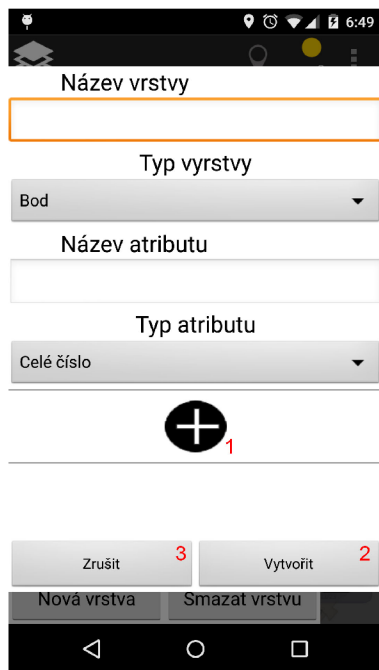 6:49
Název vrstvy
Typ vyrstvy
Bod
Název atributu
Typ atributu
Celé číslo
1
Zrušit 3 Vytvořit 2
Nová vrstva Smazat vrstvu